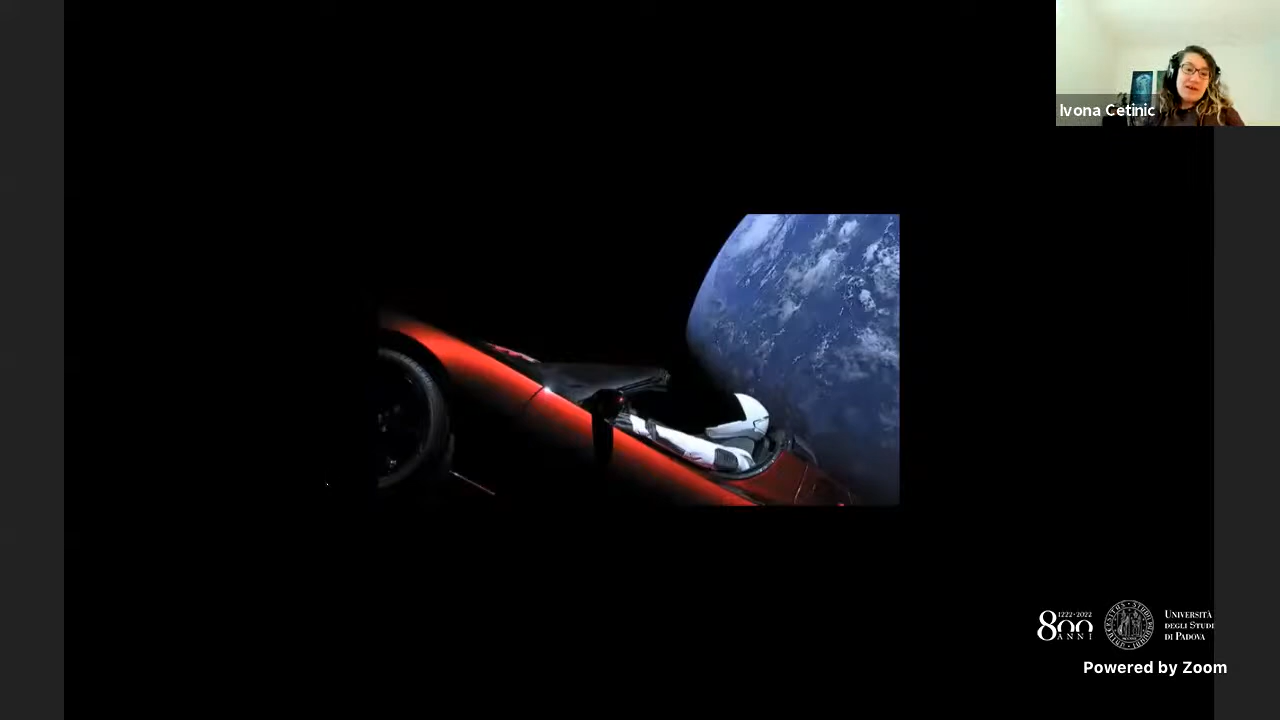 Ivona Cetinic
1222·2022
800
ANNI
UNIVERSITÀ
DEGLI STUDI
DI PADOVA
Powered by Zoom